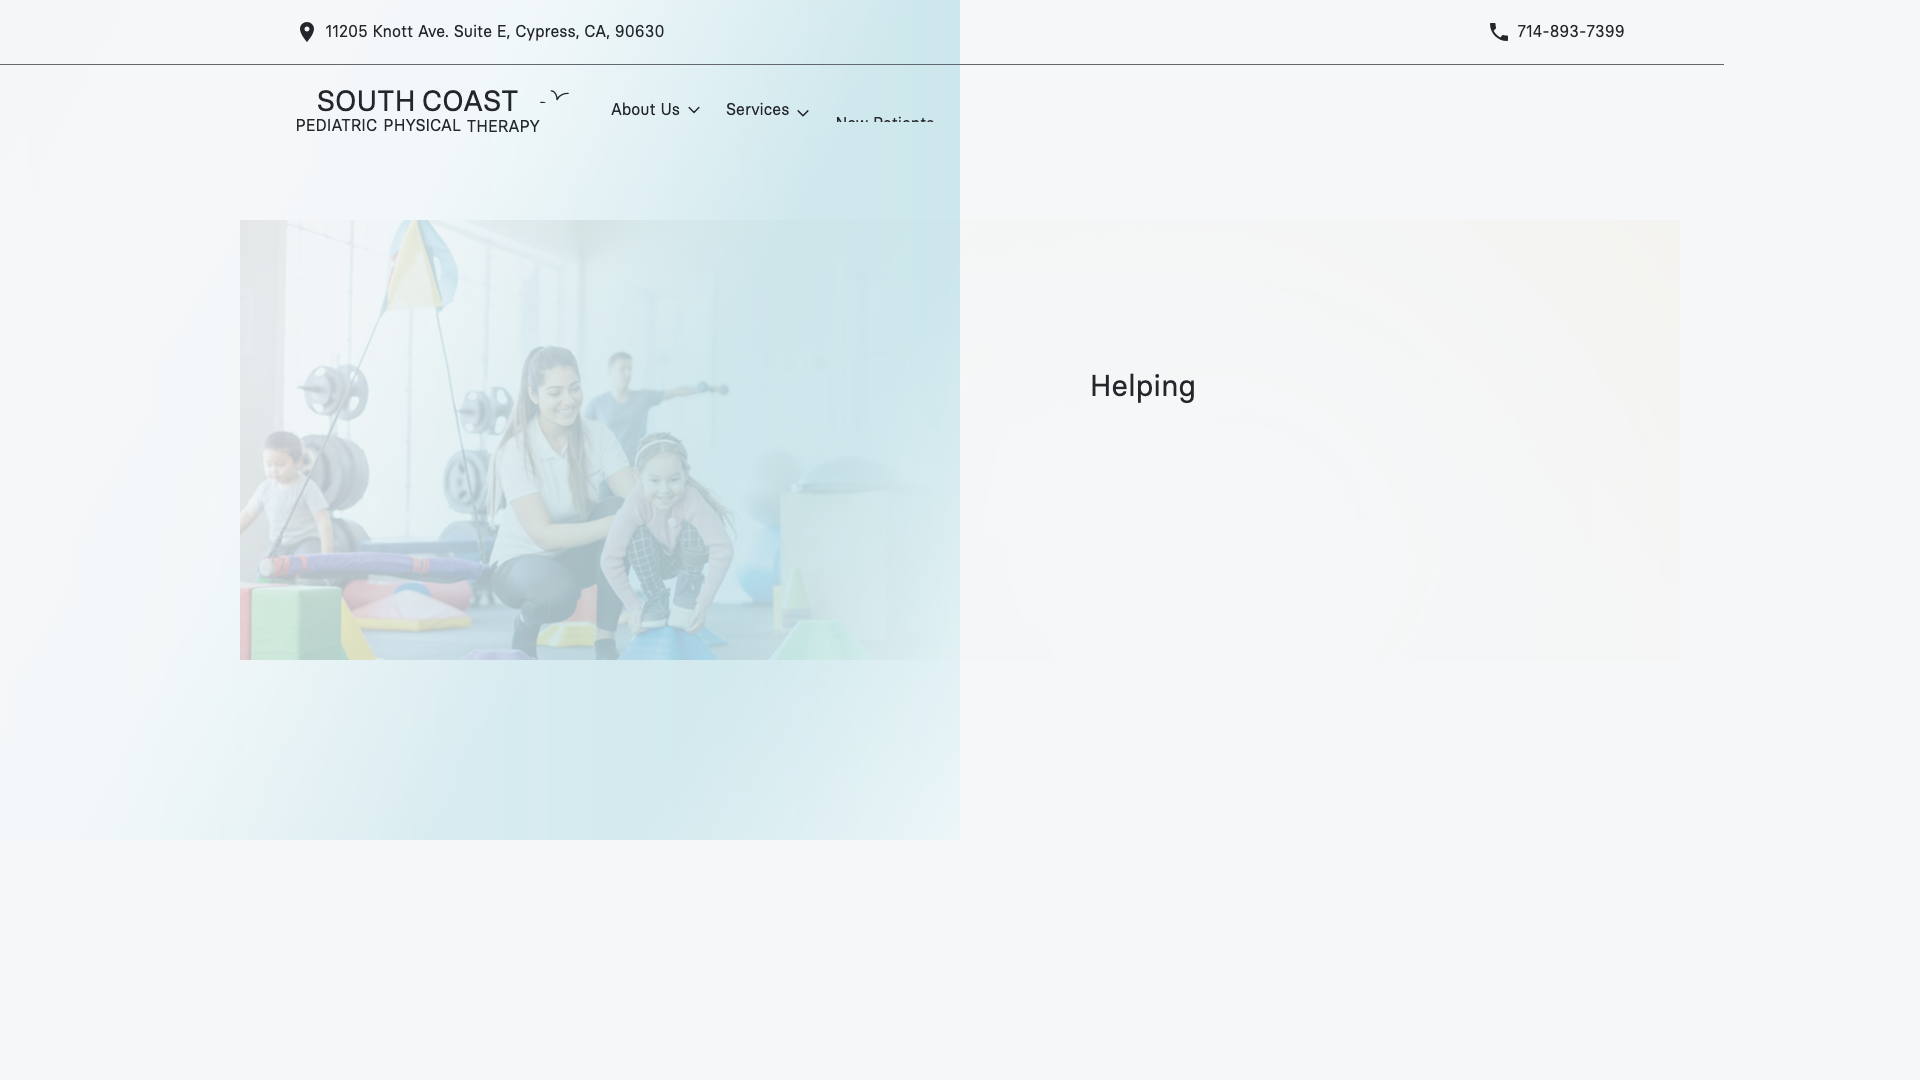 11205 Knott Ave. Suite E, Cypress, CA, 90630
714-893-7399
SOUTH COAST
PEDIATRIC PHYSICAL THERAPY
About Us
Services
New Patients
Helping